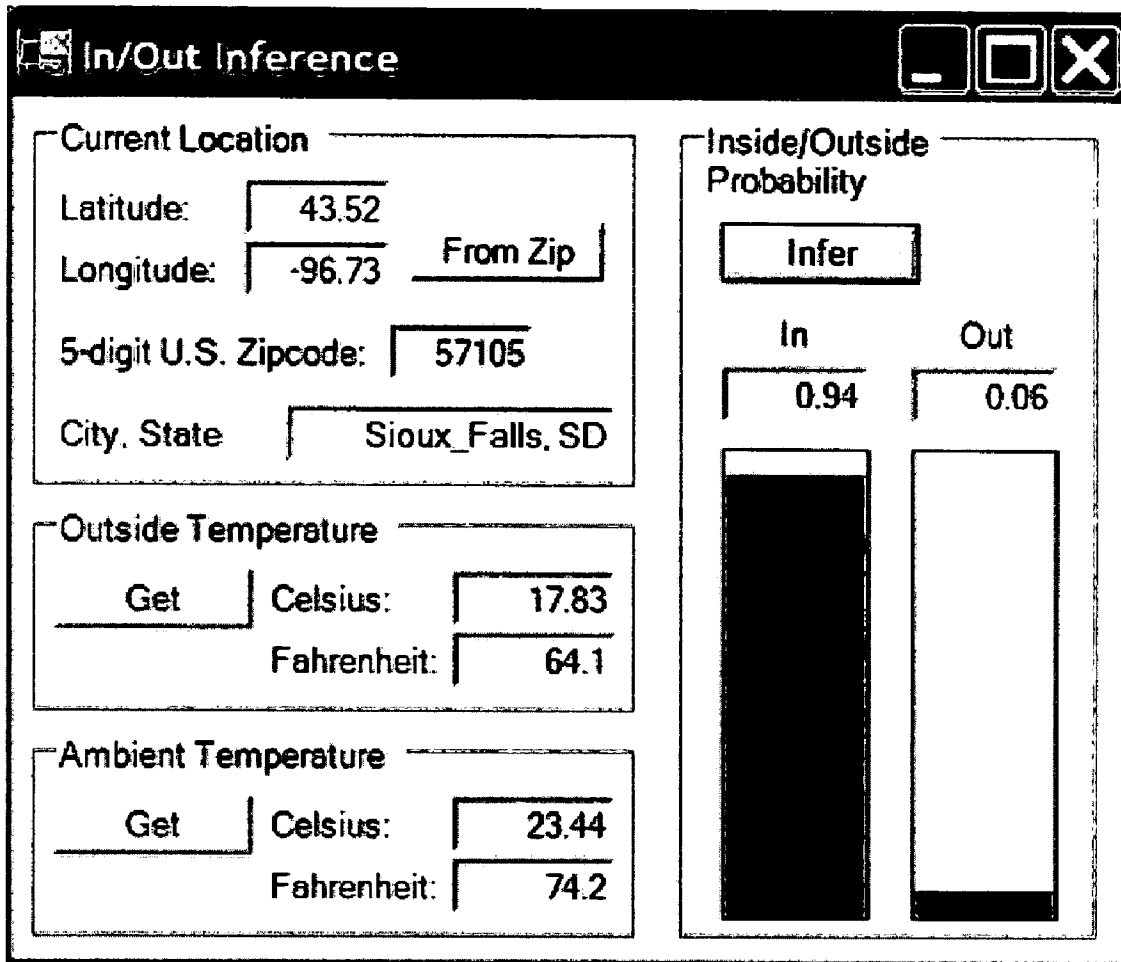 In/Out Inference
Current Location
Latitude: 43.52
Longitude: -96.73
From Zip
5-digit U.S. Zipcode: 57105
City, State Sioux_Falls, SD
Outside Temperature
Get Celsius: 17.83
Fahrenheit: 64.1
Ambient Temperature
Get Celsius: 23.44
Fahrenheit: 74.2
Inside/Outside
Probability
Infer
In Out
0.94 0.06